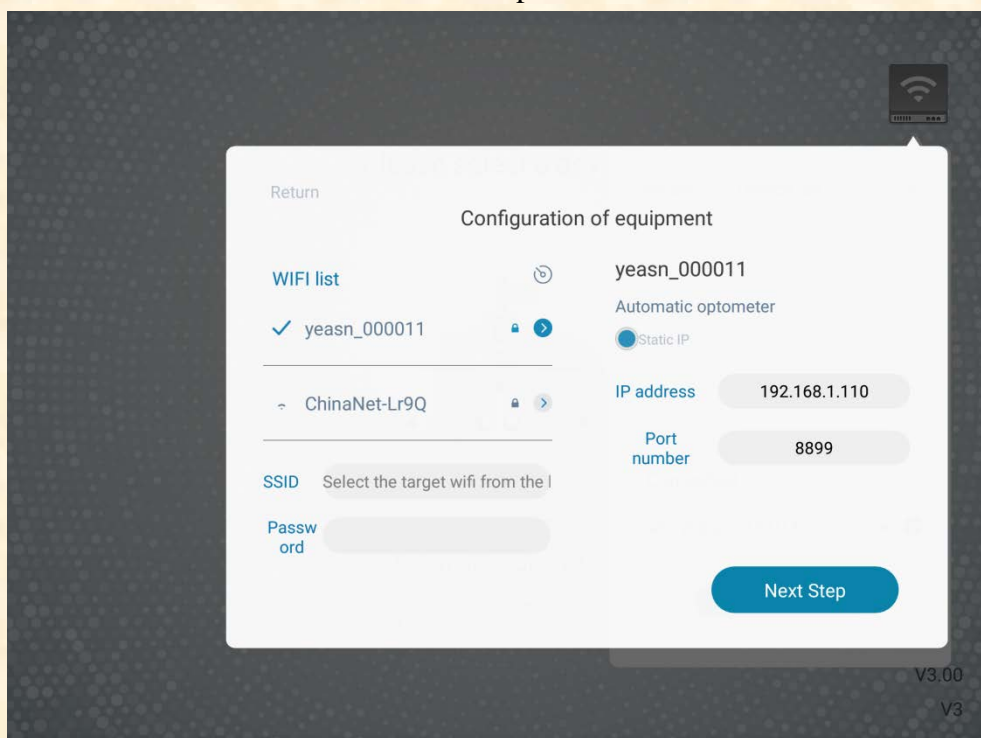 Return
Configuration of equipment
WIFI list
yeasn_000011
ChinaNet-Lr9Q
SSID Select the target wifi from the l
Passw
ord
yeasn_000011
Automatic optometer
Static IP
IP address 192.168.1.110
Port
number
8899
Next Step
V3.00
V3